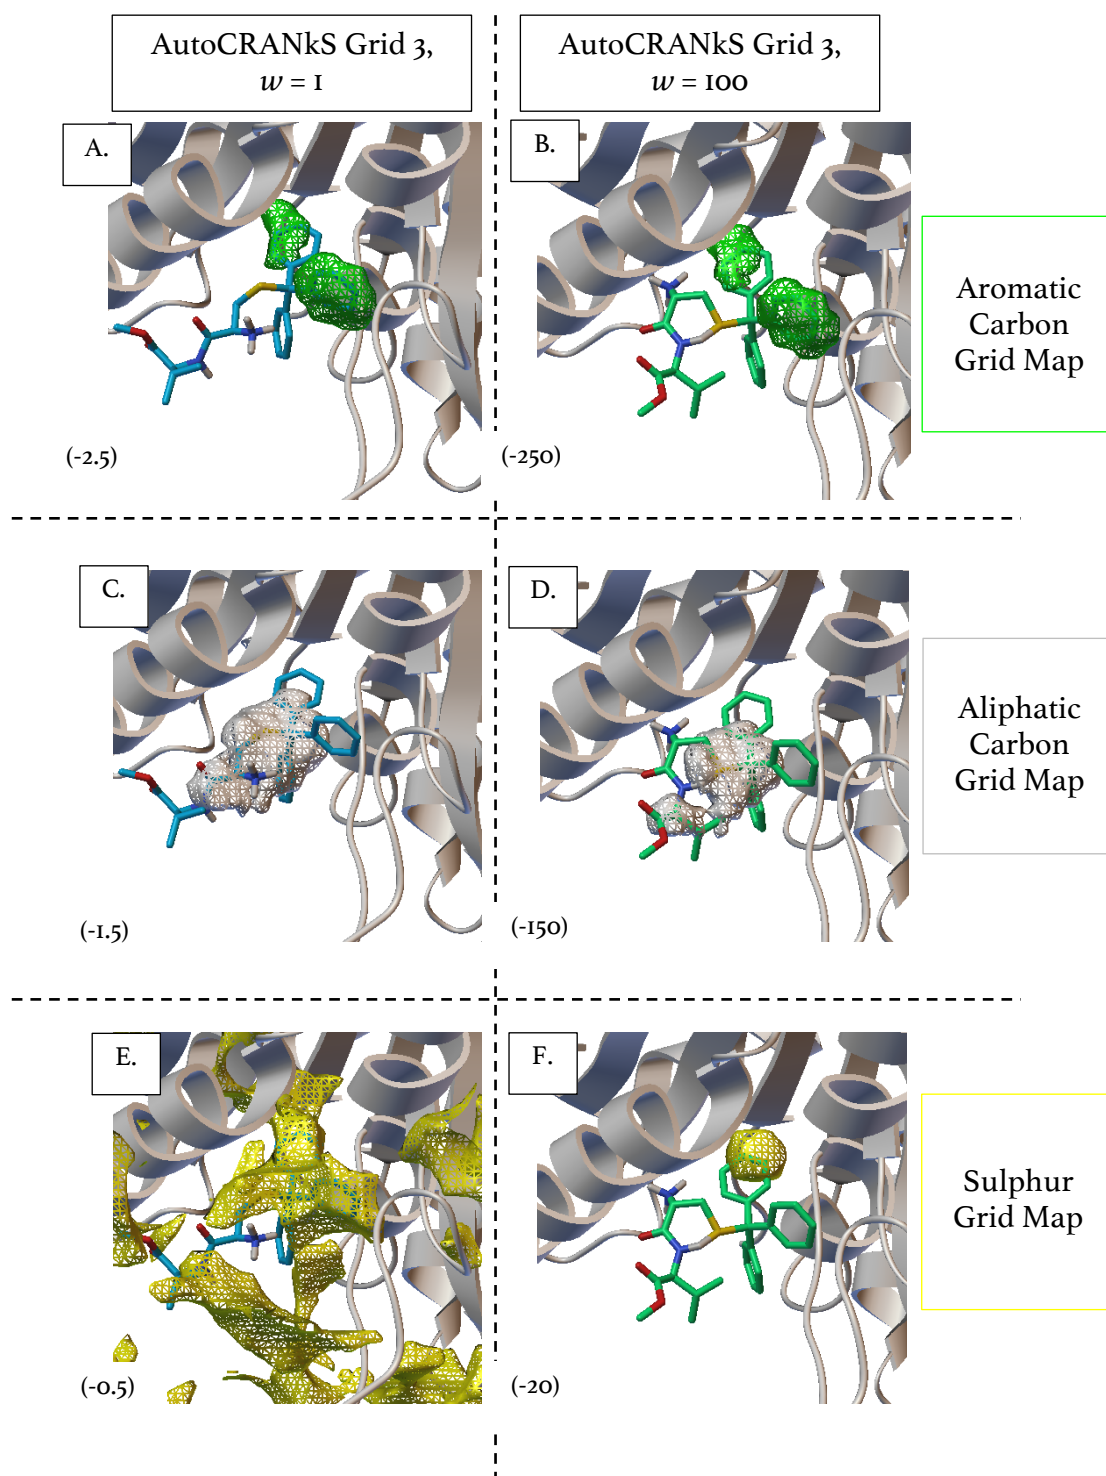 AutoCRANkS Grid 3,
w = 1
AutoCRANkS Grid 3,
w = 100
A.
B.
Aromatic
Carbon
Grid Map
(-2.5)
(-250)
C.
D.
Aliphatic
Carbon
Grid Map
(-1.5)
(-150)
E.
F.
Sulphur
Grid Map
(-0.5)
(-20)